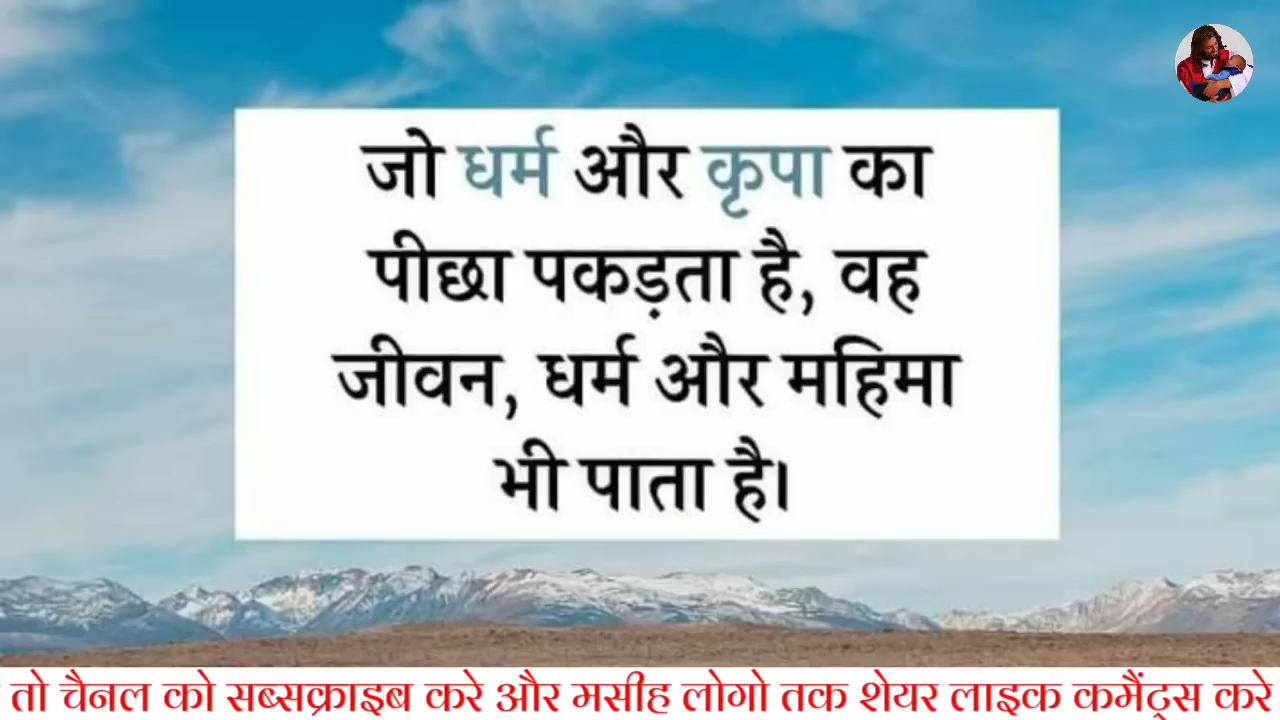 जो धर्म और कृपा का
पीछा पकड़ता है, वह
जीवन, धर्म और महिमा
भी पाता है।
तो चैनल को सब्सक्राइब करे और मसीह लोगो तक शेयर लाइक कमैंट्स करे